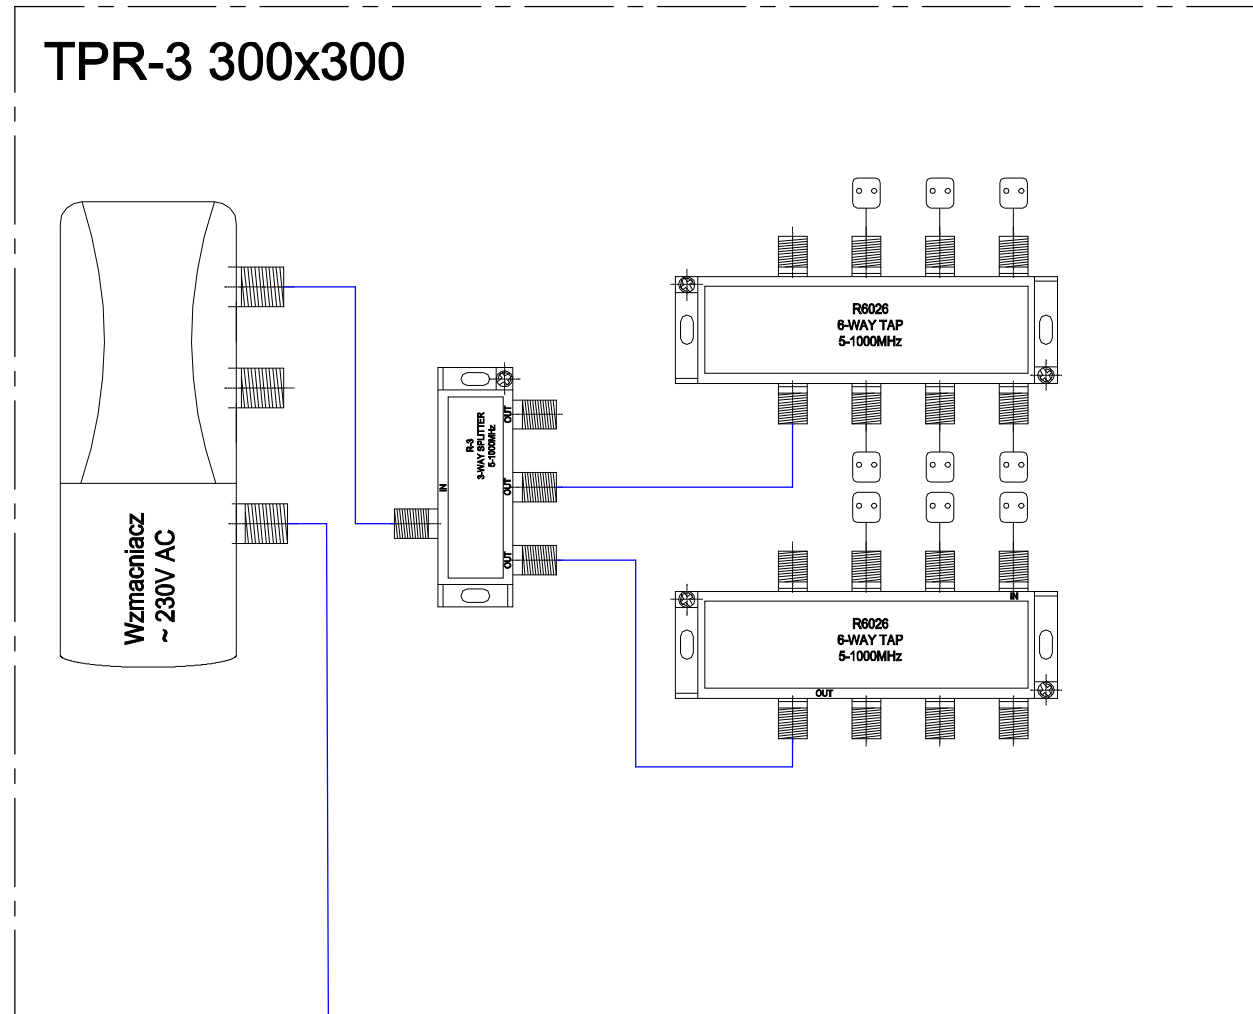 TPR-3 300x300
Wzmacniacz
~ 230V AC
R-3
3-WAY SPLITTER
5-1000MHz
IN
OUT
OUT
OUT
R6026
6-WAY TAP
5-1000MHz
IN
R6026
6-WAY TAP
5-1000MHz
OUT